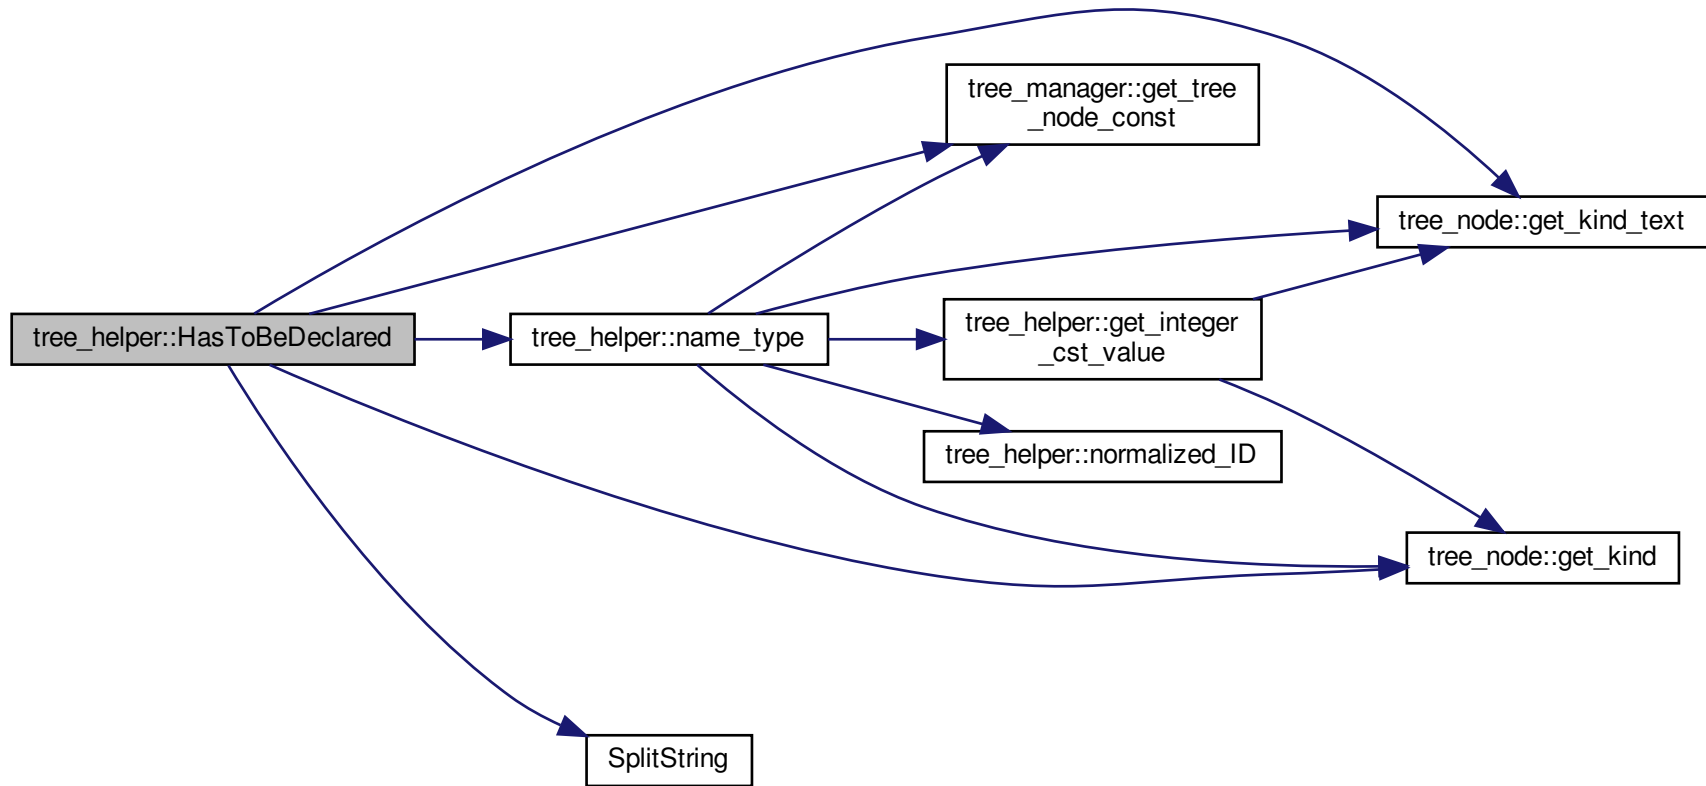 tree_manager::get_tree
_node_const
tree_node::get_kind_text
tree_helper::HasToBeDeclared
tree_helper::name_type
tree_helper::get_integer
_cst_value
tree_helper::normalized_ID
tree_node::get_kind
SplitString